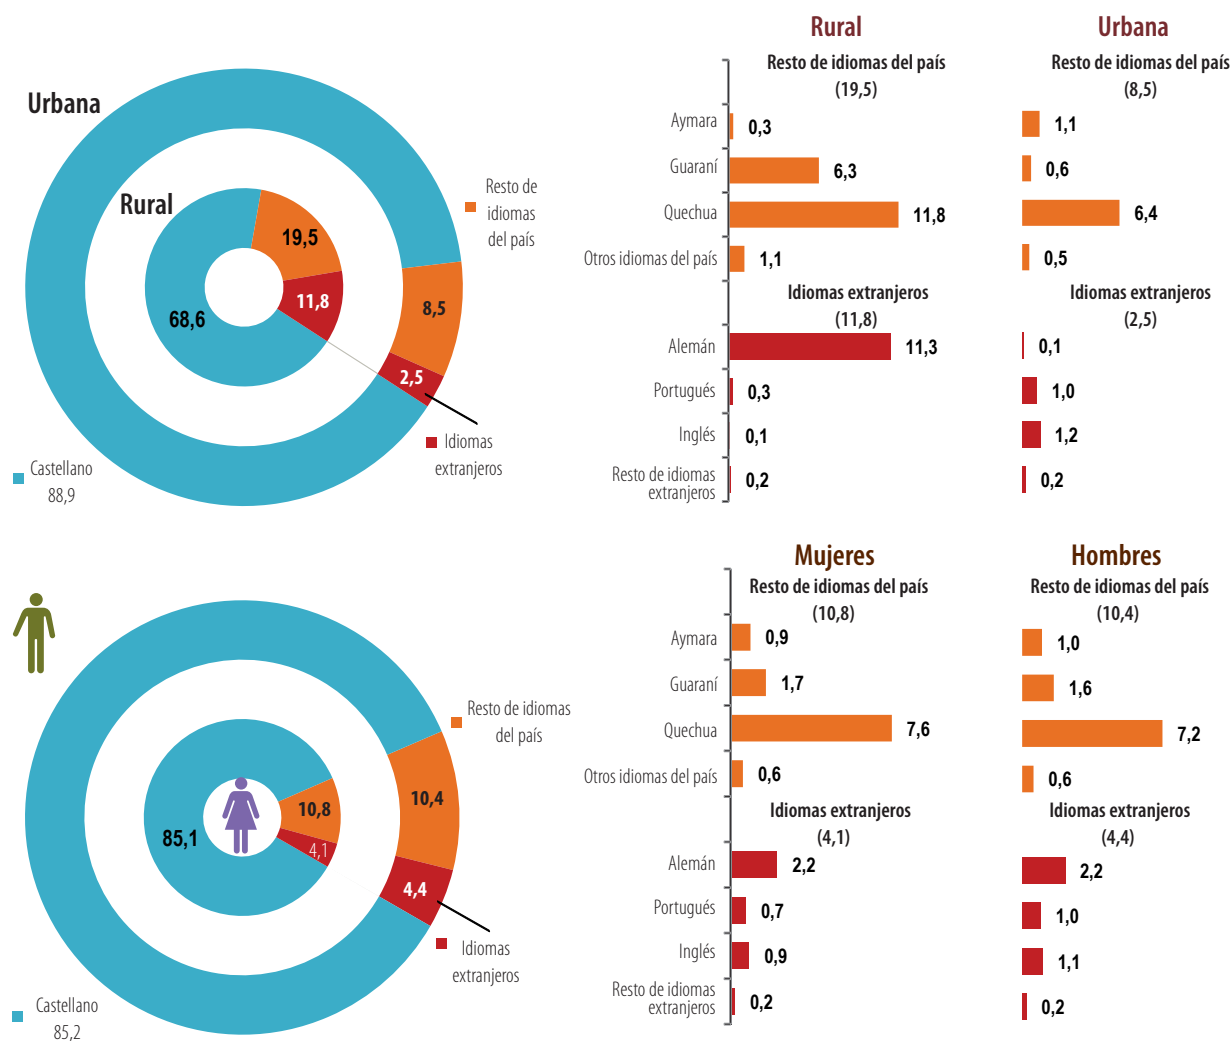 Urbana
Rural
19,5
11,8
68,6
8,5
2,5
Resto de
idiomas
del país
Idiomas
extranjeros
Castellano
88,9
Rural
Resto de idiomas del país
(19,5)
Aymara
0,3
Guaraní
6,3
Quechua
11,8
Otros idiomas del país
1,1
Idiomas extranjeros
(11,8)
Alemán
11,3
Portugués
0,3
Inglés
0,1
Resto de idiomas
extranjeros
0,2
Urbana
Resto de idiomas del país
(8,5)
1,1
0,6
6,4
0,5
Idiomas extranjeros
(2,5)
0,1
1,0
1,2
0,2
Resto de idiomas
del país
10,8
4,1
85,1
10,4
4,4
Idiomas
extranjeros
Castellano
85,2
Mujeres
Resto de idiomas del país
(10,8)
Aymara
0,9
Guaraní
1,7
Quechua
7,6
Otros idiomas del país
0,6
Idiomas extranjeros
(4,1)
Alemán
2,2
Portugués
0,7
Inglés
0,9
Resto de idiomas
extranjeros
0,2
Hombres
Resto de idiomas del país
(10,4)
1,0
1,6
7,2
0,6
Idiomas extranjeros
(4,4)
2,2
1,0
1,1
0,2